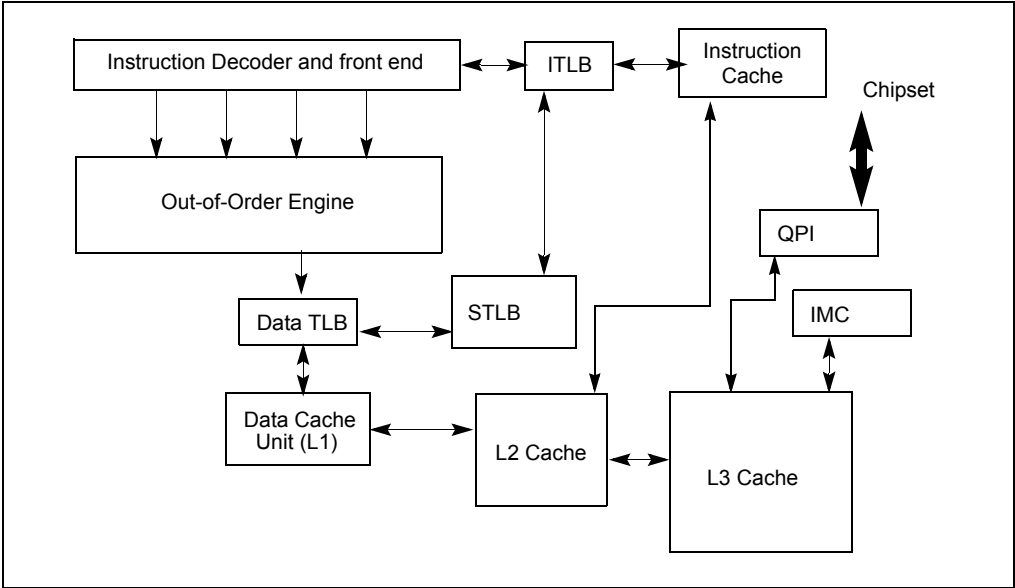 Instruction Decoder and front end
ITLB
Instruction
Cache
Chipset
Out-of-Order Engine
QPI
Data TLB
STLB
IMC
Data Cache
Unit (L1)
L2 Cache
L3 Cache